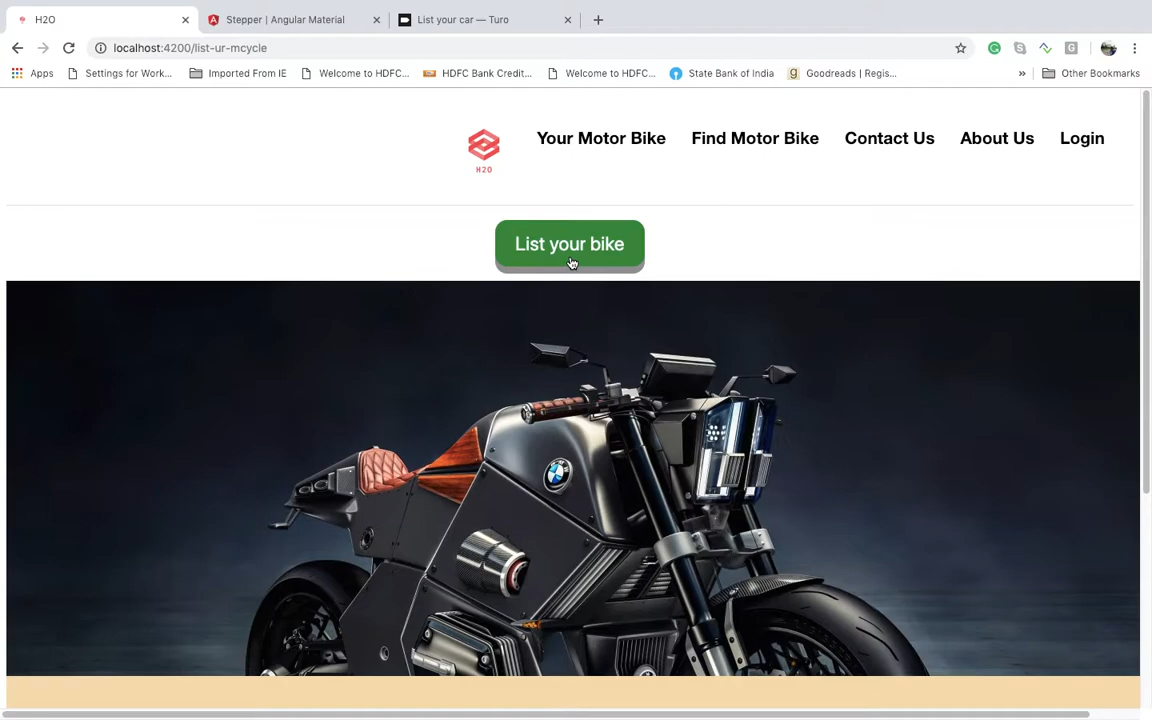 H2O
Stepper | Angular Material
List your car — Turo
localhost:4200/list-ur-mcycle
Apps
Settings for Work...
Imported From IE
Welcome to HDFC...
HDFC Bank Credit...
Welcome to HDFC...
State Bank of India
Goodreads | Regis...
»
Other Bookmarks
H2O
Your Motor Bike
Find Motor Bike
Contact Us
About Us
Login
List your bike
BMW